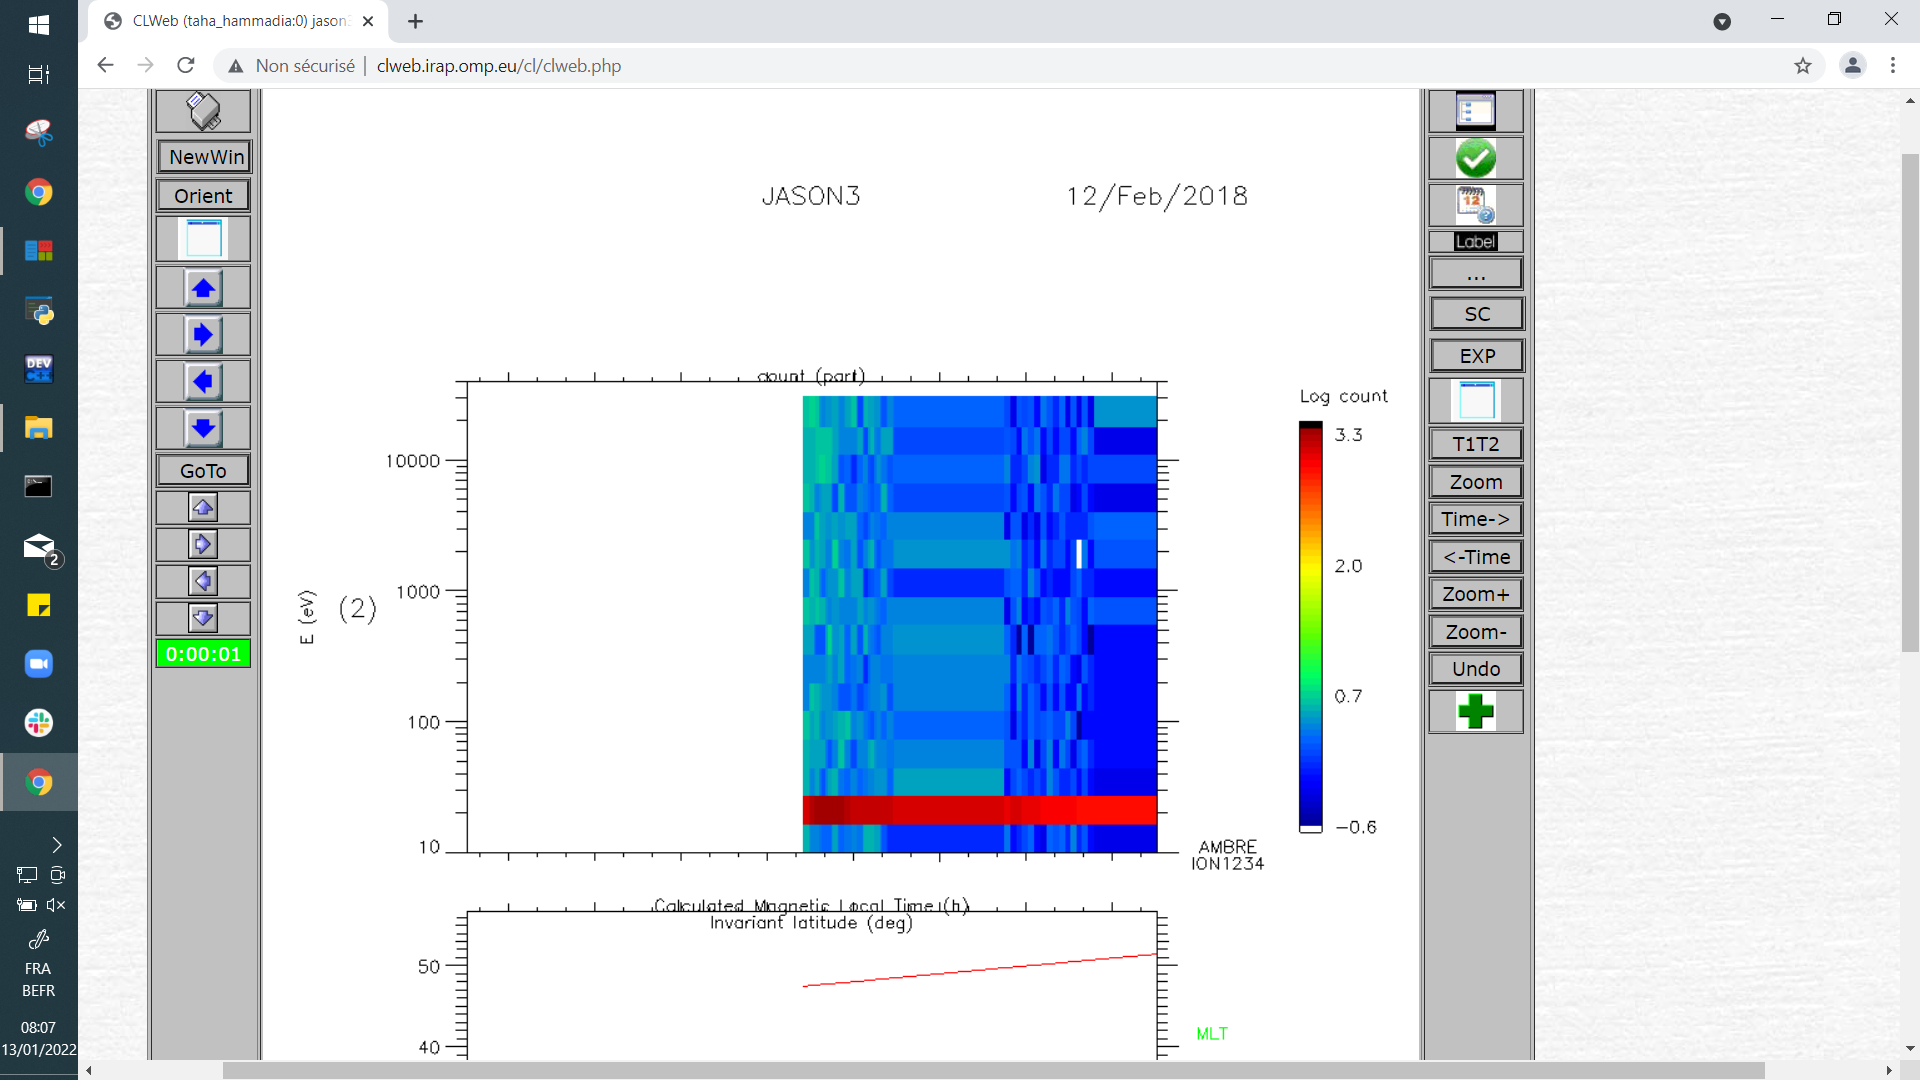 CLWeb (taha_hammadia:0) jason3
Non sécurisé | clweb.irap.omp.eu/cl/clweb.php
NewWin
Orient
GoTo
0:00:01
JASON3
12/Feb/2018
count (part)
10000
1000
100
10
E (eV)
(2)
Log count
3.3
2.0
0.7
−0.6
AMBRE
ION1234
Calculated Magnetic Local Time (h)
Invariant latitude (deg)
50
40
MLT
12
Label
...
SC
EXP
T1T2
Zoom
Time->
<-Time
Zoom+
Zoom-
Undo
DEV
C++
2
FRA
BEFR
08:07
13/01/2022